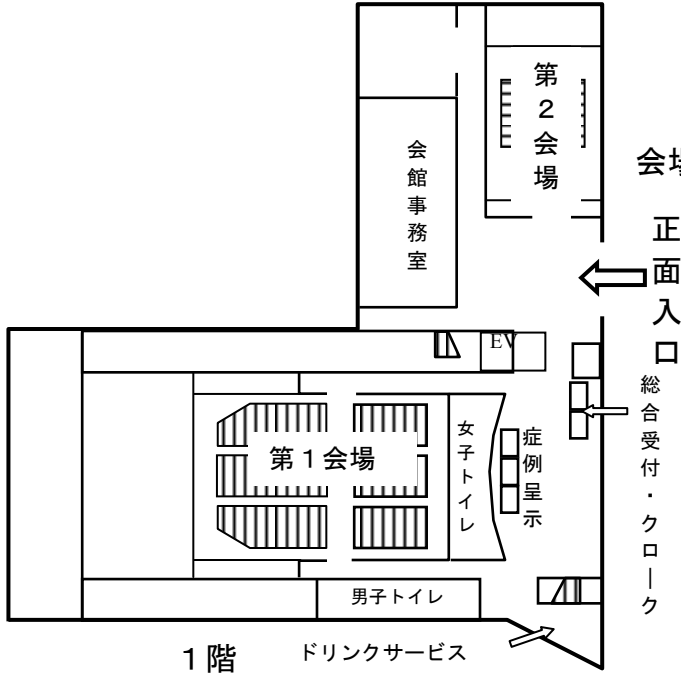 第２会場
会館事務室
会場
正面入口
EV
総合受付・クローク
第１会場
女子トイレ
症例呈示
男子トイレ
１階
ドリンクサービス